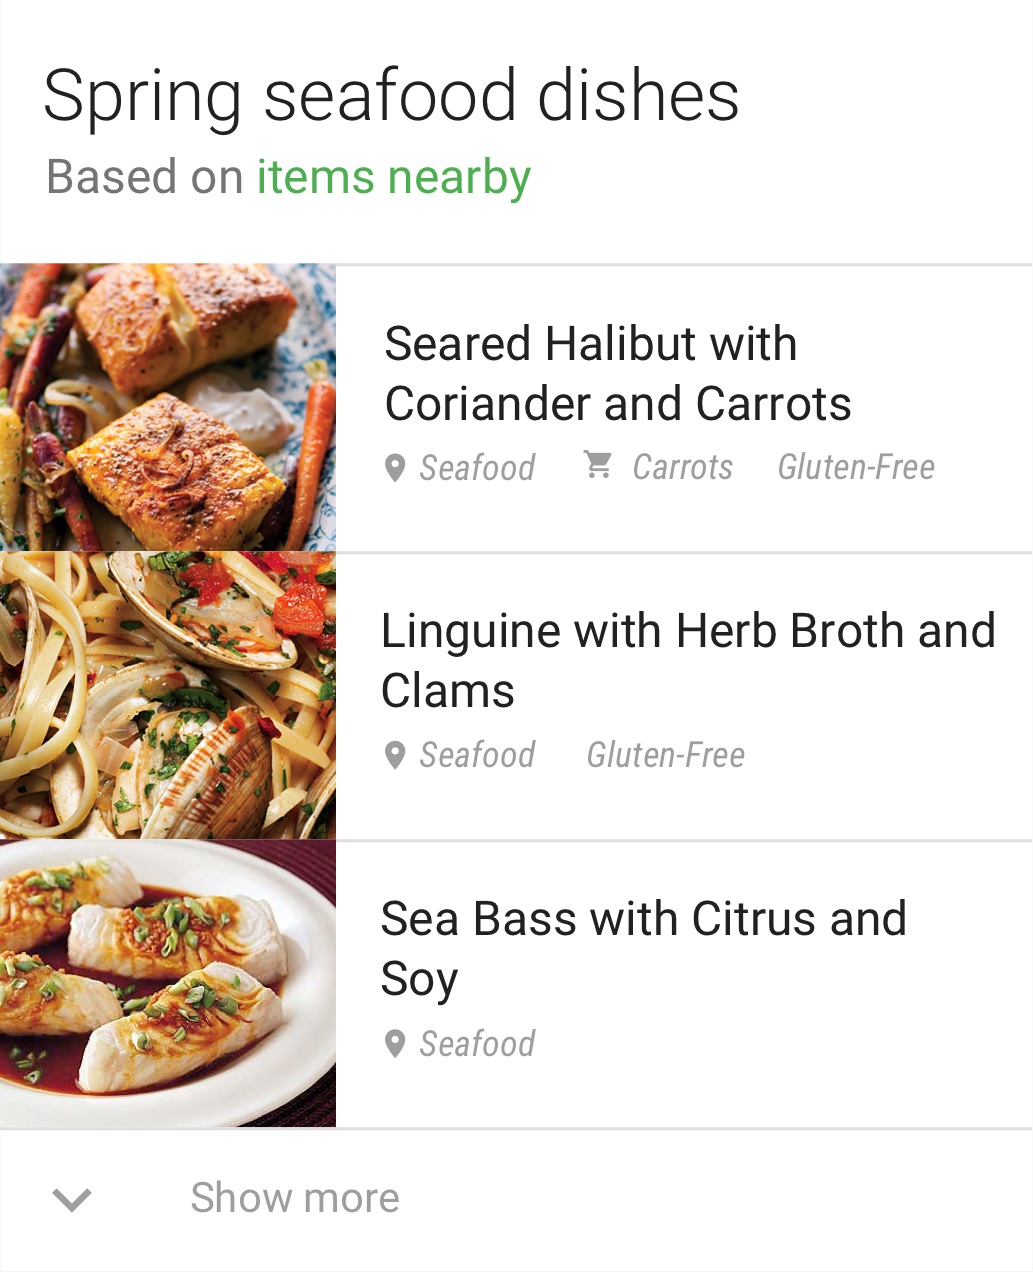 Spring seafood dishes
Based on items nearby
Seared Halibut with
Coriander and Carrots
Seafood Carrots Gluten-Free
Linguine with Herb Broth and
Clams
Seafood Gluten-Free
Sea Bass with Citrus and
Soy
Seafood
Show more